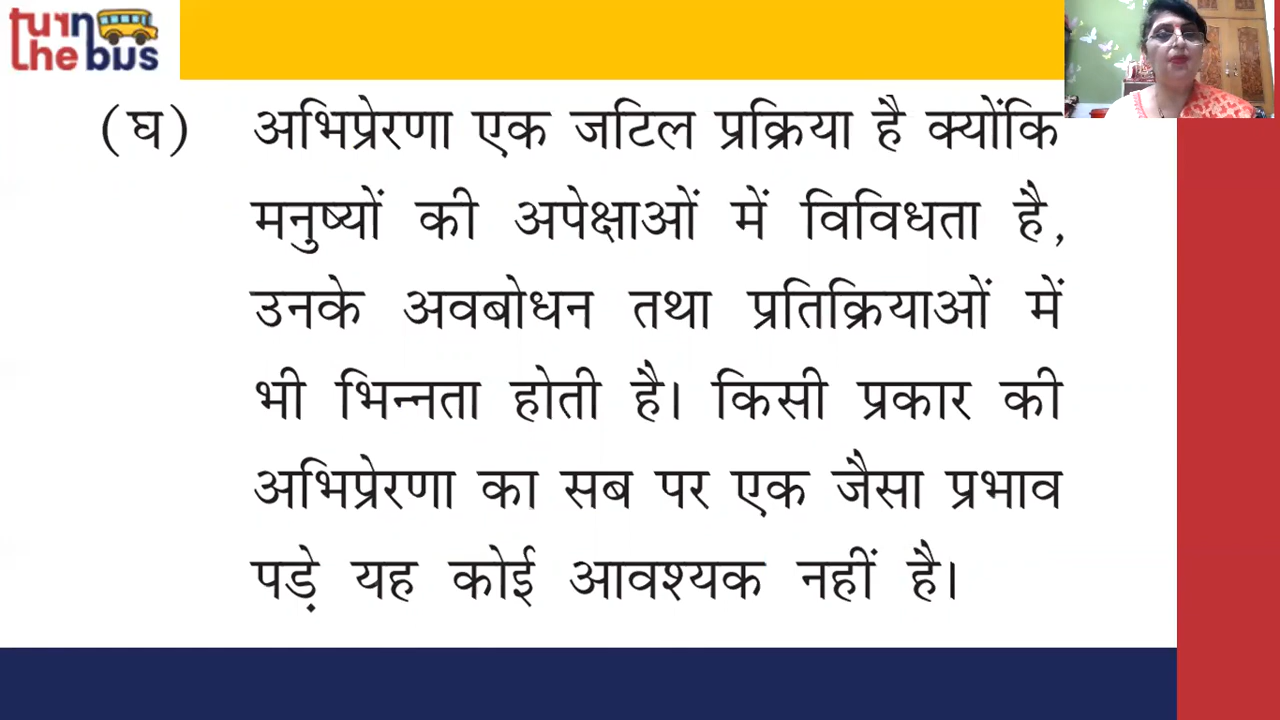 turn
the bus
(घ) अभिप्रेरणा एक जटिल प्रक्रिया है क्योंकि
मनुष्यों की अपेक्षाओं में विविधता है,
उनके अवबोधन तथा प्रतिक्रियाओं में
भी भिन्नता होती है। किसी प्रकार की
अभिप्रेरणा का सब पर एक जैसा प्रभाव
पड़े यह कोई आवश्यक नहीं है।